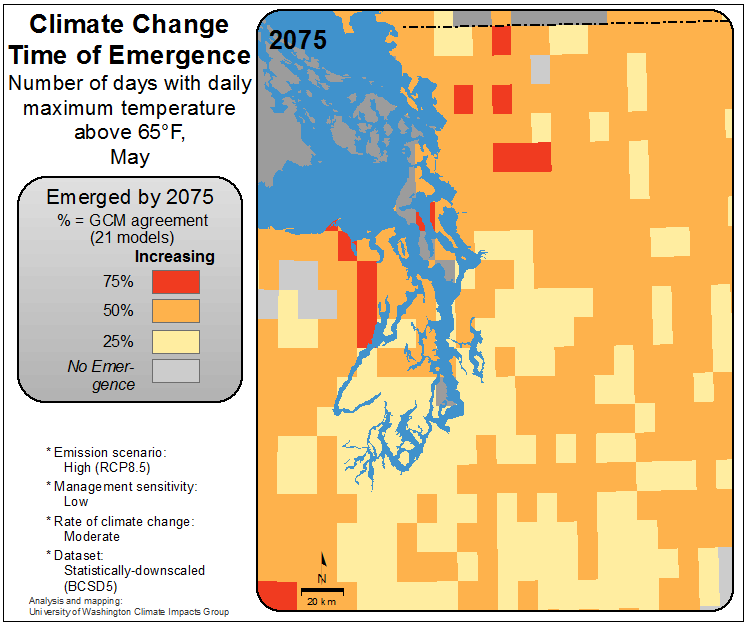 Climate Change
Time of Emergence
Number of days with daily
maximum temperature
above 65°F,
May
Emerged by 2075
% = GCM agreement
(21 models)
Increasing
75%
50%
25%
No Emer-
gence
* Emission scenario:
High (RCP8.5)
* Management sensitivity:
Low
* Rate of climate change:
Moderate
* Dataset:
Statistically-downscaled
(BCSD5)
Analysis and mapping:
University of Washington Climate Impacts Group
2075
N
20 km